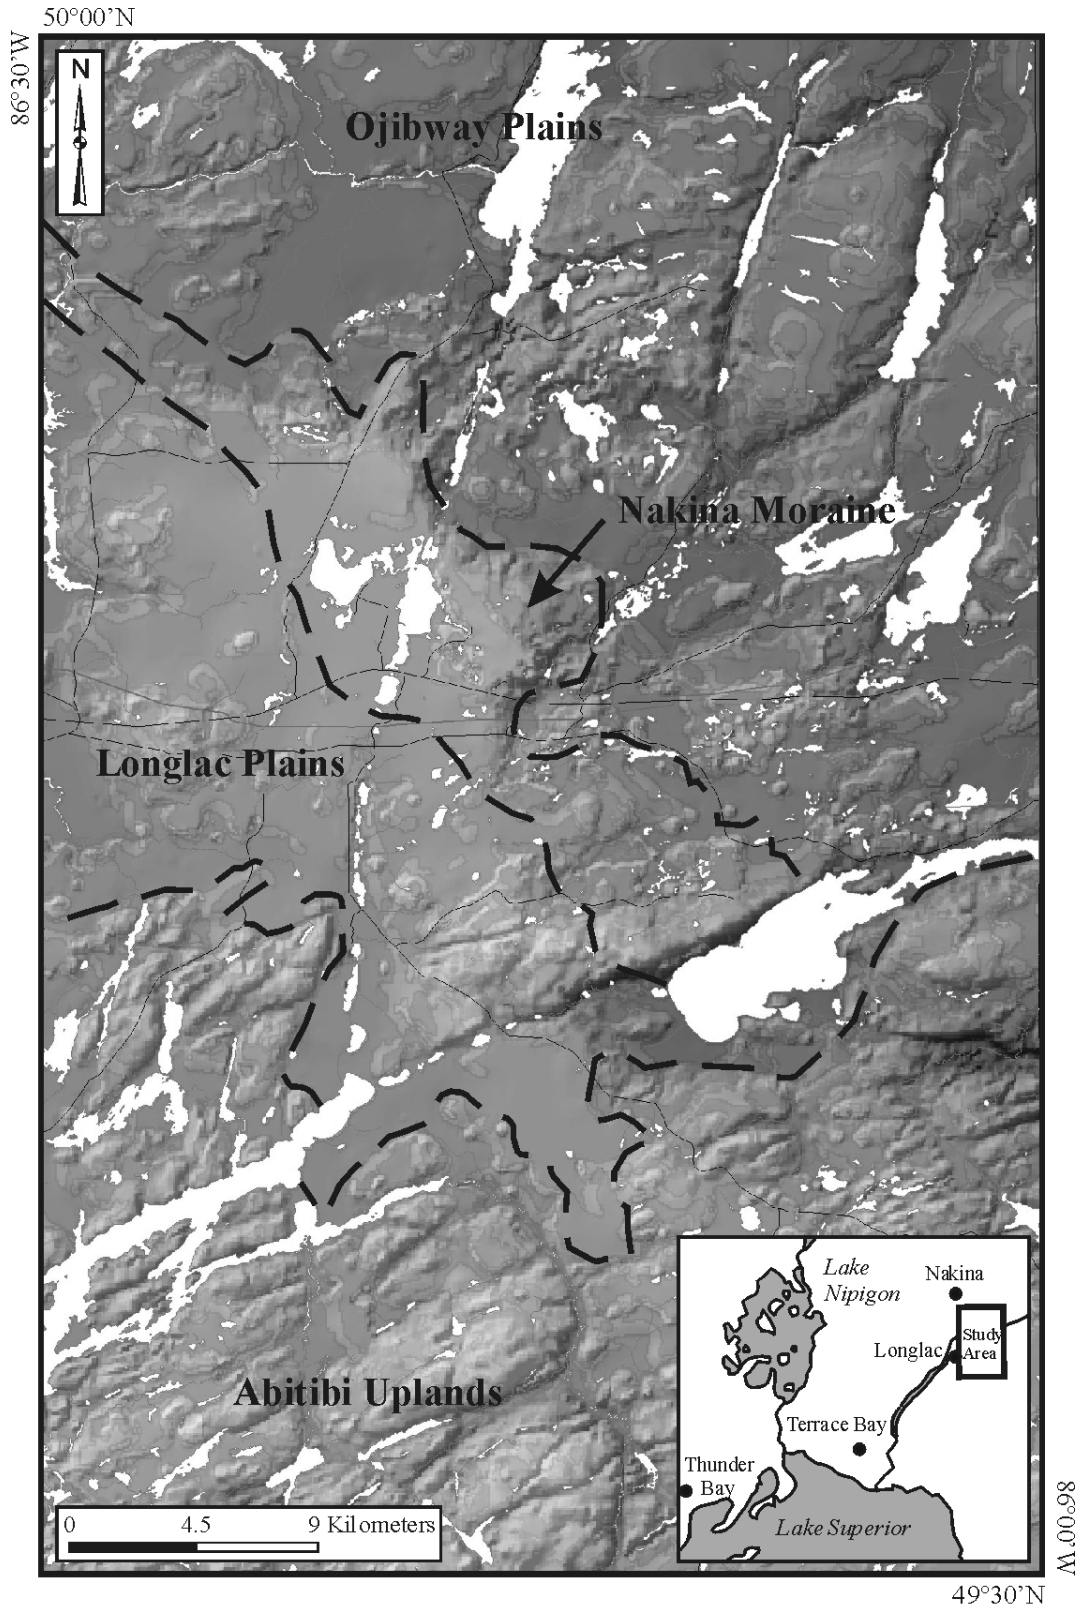 50°00'N
86°30'W
N
Ojibway Plains
Nakina Moraine
Longlac Plains
Abitibi Uplands
0 4.5 9 Kilometers
Lake
Nipigon
Nakina
Study
Area
Longlac
Terrace Bay
Thunder
Bay
Lake Superior
86°00'W
49°30'N